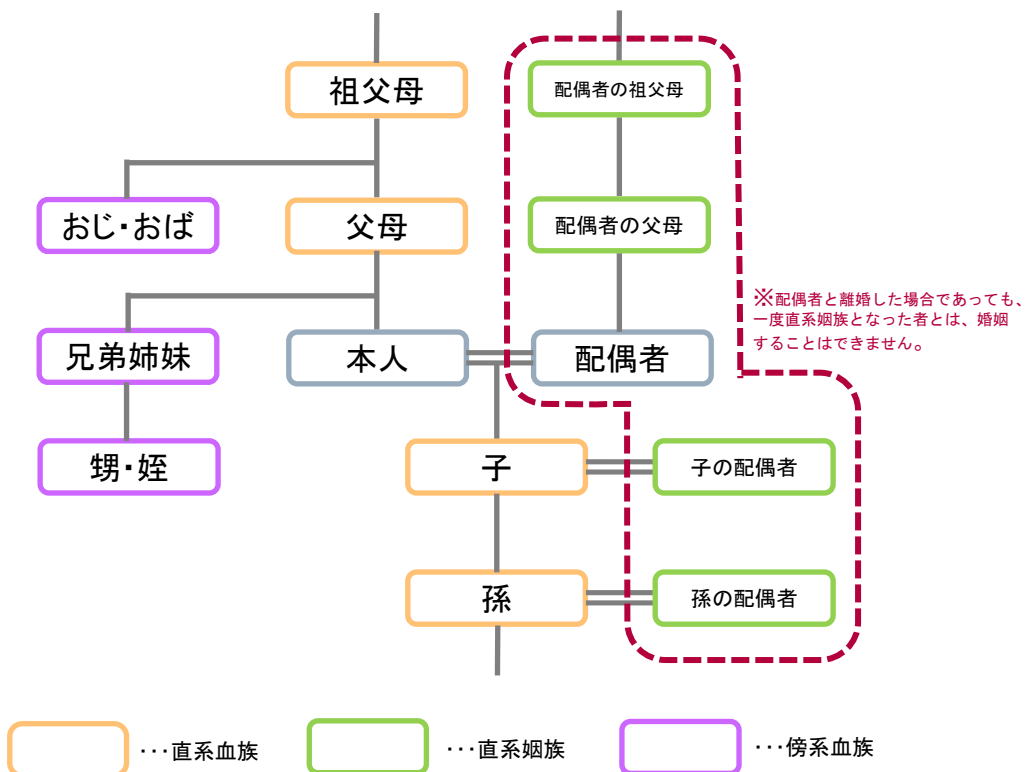 祖父母
配偶者の祖父母
おじ・おば
父母
配偶者の父母
※配偶者と離婚した場合であっても、
一度直系姻族となった者とは、婚姻
することはできません。
兄弟姉妹
本人
配偶者
甥・姪
子
子の配偶者
孫
孫の配偶者
･･･直系血族
･･･直系姻族
･･･傍系血族